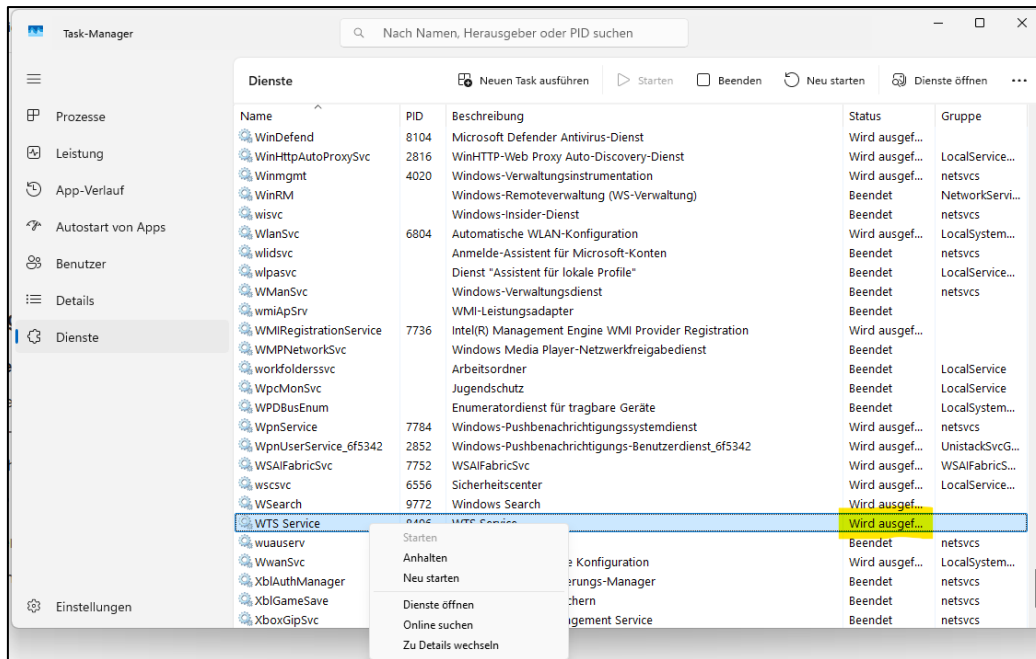 Task-Manager
Nach Namen, Herausgeber oder PID suchen
Dienste Neuen Task ausführen Starten Beenden Neu starten Dienste öffnen ...
Prozesse
Leistung
App-Verlauf
Autostart von Apps
Benutzer
Details
Dienste
Einstellungen
Name PID Beschreibung Status Gruppe
WinDefend 8104 Microsoft Defender Antivirus-Dienst Wird ausgef...
WinHttpAutoProxySvc 2816 WinHTTP-Web Proxy Auto-Discovery-Dienst Wird ausgef... LocalService...
Winmgmt 4020 Windows-Verwaltungsinstrumentation Wird ausgef... netsvcs
WinRM Windows-Remoteverwaltung (WS-Verwaltung) Beendet NetworkServi...
wisvc Windows-Insider-Dienst Beendet netsvcs
WlanSvc 6804 Automatische WLAN-Konfiguration Wird ausgef... LocalSystem...
wlidsvc Anmelde-Assistent für Microsoft-Konten Beendet netsvcs
wlpasvc Dienst "Assistent für lokale Profile" Beendet LocalService...
WManSvc Windows-Verwaltungsdienst Beendet netsvcs
wmiApSrv WMI-Leistungsadapter Beendet
WMIRegistrationService 7736 Intel(R) Management Engine WMI Provider Registration Wird ausgef...
WMPNetworkSvc Windows Media Player-Netzwerkfreigabedienst Beendet
workfolderssvc Arbeitsordner Beendet LocalService
WpcMonSvc Jugendschutz Beendet LocalService
WPDBusEnum Enumeratordienst für tragbare Geräte Beendet LocalSystem...
WpnService 7784 Windows-Pushbenachrichtigungssystemdienst Wird ausgef... netsvcs
WpnUserService_6f5342 2852 Windows-Pushbenachrichtigungs-Benutzerdienst_6f5342 Wird ausgef... UnistackSvcG...
WSAIFabricSvc 7752 WSAIFabricSvc Wird ausgef... WSAIFabricS...
wscsvc 6556 Sicherheitscenter Wird ausgef... LocalService...
WSearch 9772 Windows Search Wird ausgef...
WTS Service WTS Service Wird ausgef...
wuauserv Beendet netsvcs
WwanSvc Konfiguration Wird ausgef... LocalSystem...
XblAuthManager erungs-Manager Beendet netsvcs
XblGameSave chern Beendet netsvcs
XboxGipSvc agement Service Beendet netsvcs
Starten
Anhalten
Neu starten
Dienste öffnen
Online suchen
Zu Details wechseln